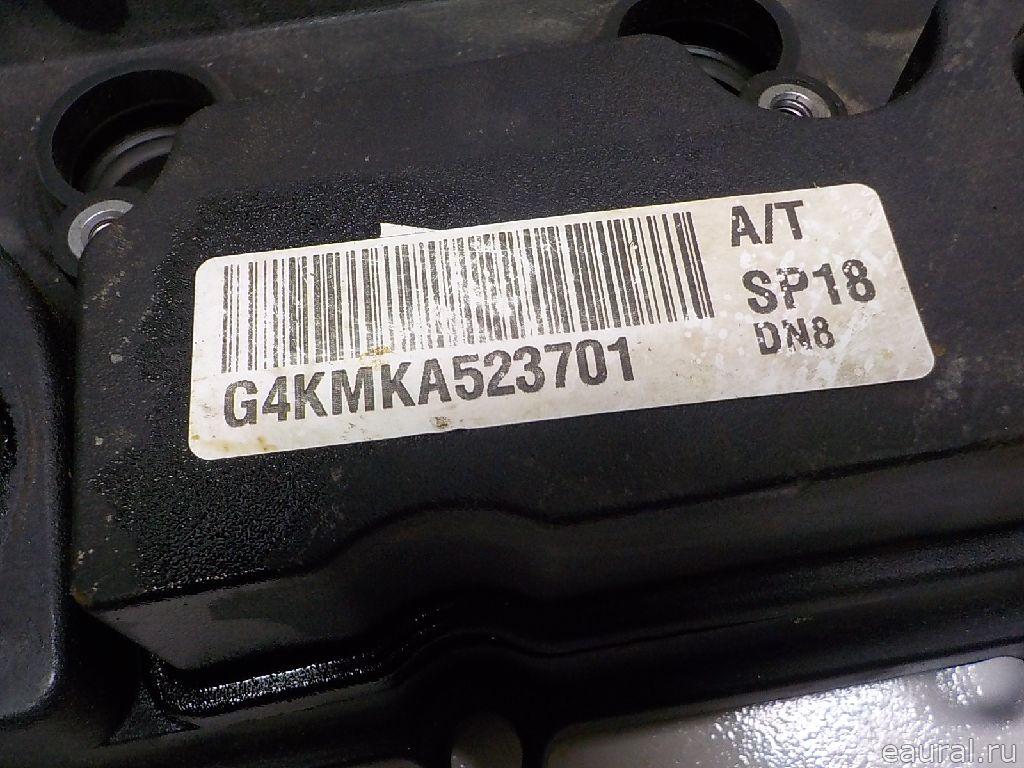 A/T
SP18
DN8
G4KMKA523701
eaural.ru